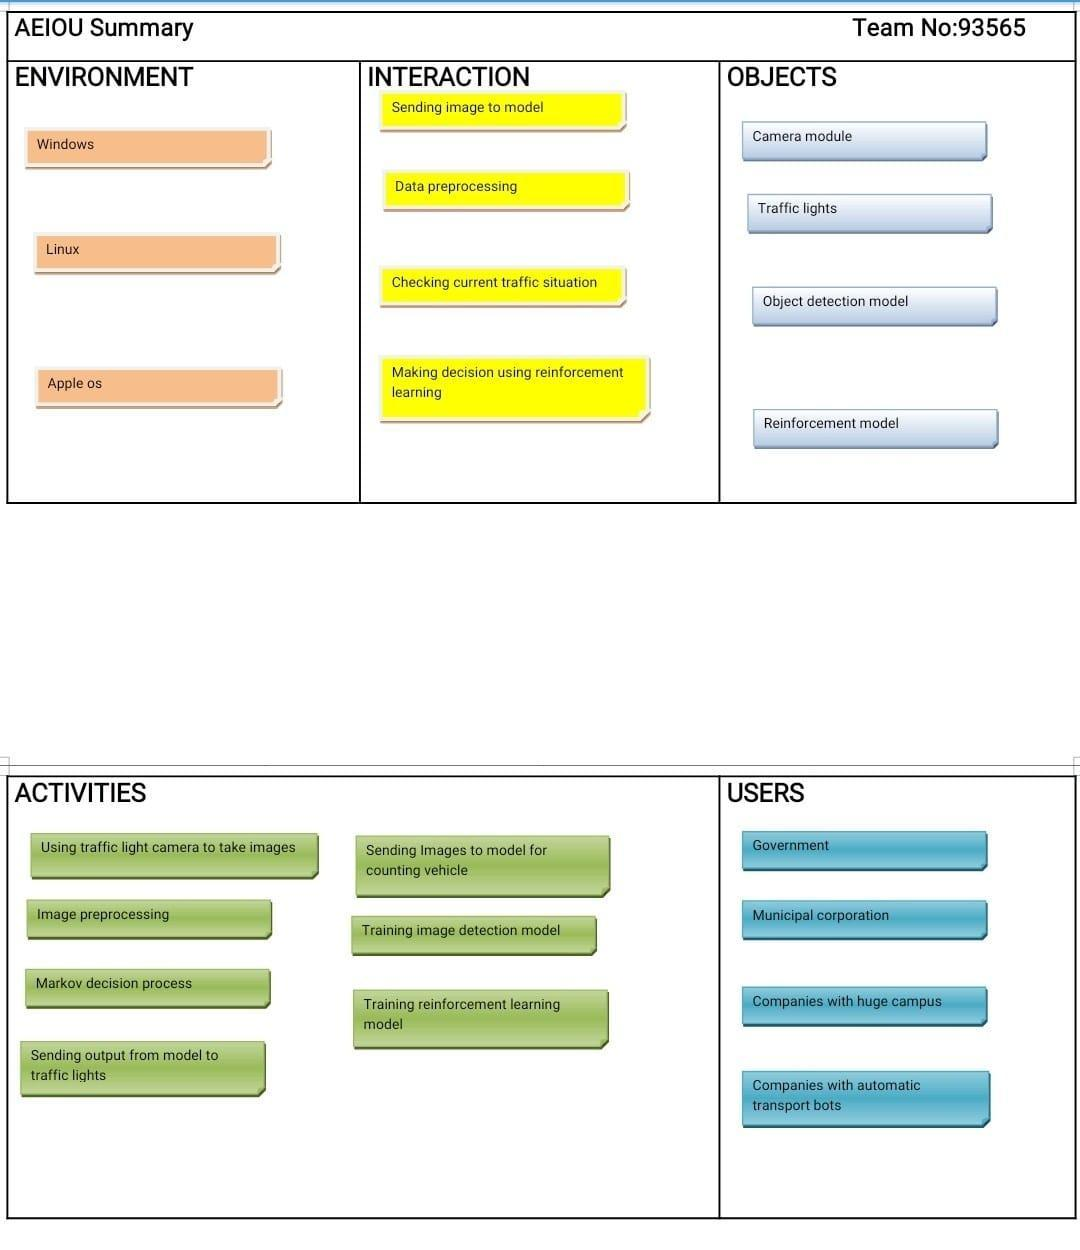 AEIOU Summary
Team No:93565
ENVIRONMENT
Windows
Linux
Apple os
INTERACTION
Sending image to model
Data preprocessing
Checking current traffic situation
Making decision using reinforcement
learning
OBJECTS
Camera module
Traffic lights
Object detection model
Reinforcement model
ACTIVITIES
Using traffic light camera to take images
Image preprocessing
Markov decision process
Sending output from model to
traffic lights
Sending Images to model for
counting vehicle
Training image detection model
Training reinforcement learning
model
USERS
Government
Municipal corporation
Companies with huge campus
Companies with automatic
transport bots